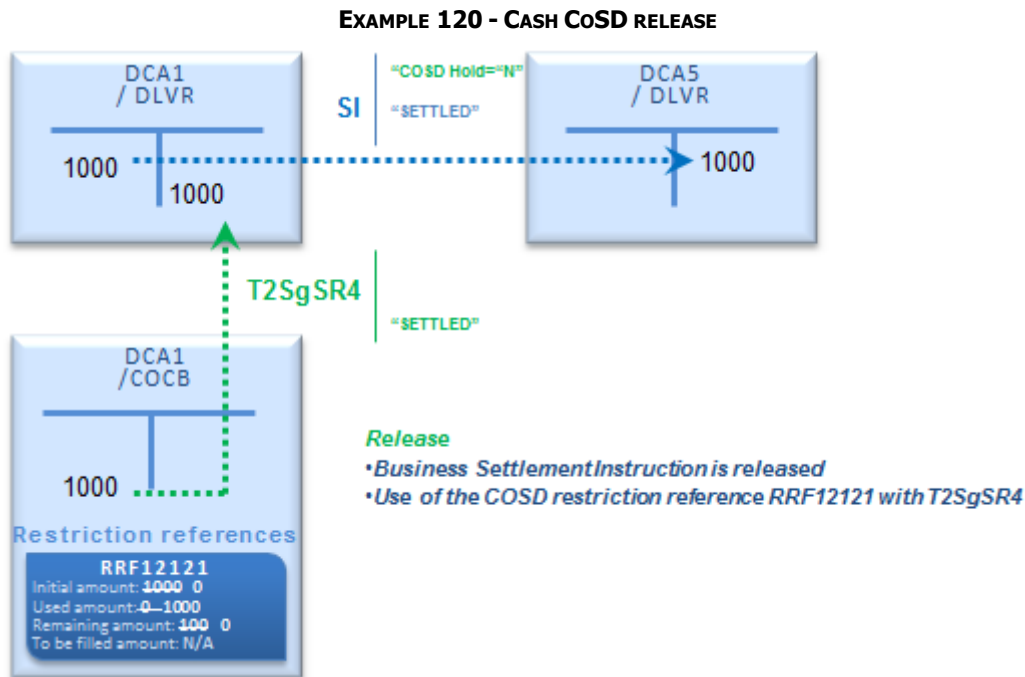 EXAMPLE 120 - CASH COSD RELEASE
DCA1
/ DLVR
1000
1000
SI
"COSD Hold="N"
"SETTLED"
DCA5
/ DLVR
1000
T2SgSR4
"SETTLED"
DCA1
/COCB
1000
Restriction references
RRF12121
Initial amount: 1000 0
Used amount: 0 1000
Remaining amount: 100 0
To be filled amount: N/A
Release
•Business Settlement Instruction is released
•Use of the COSD restriction reference RRF12121 with T2SgSR4